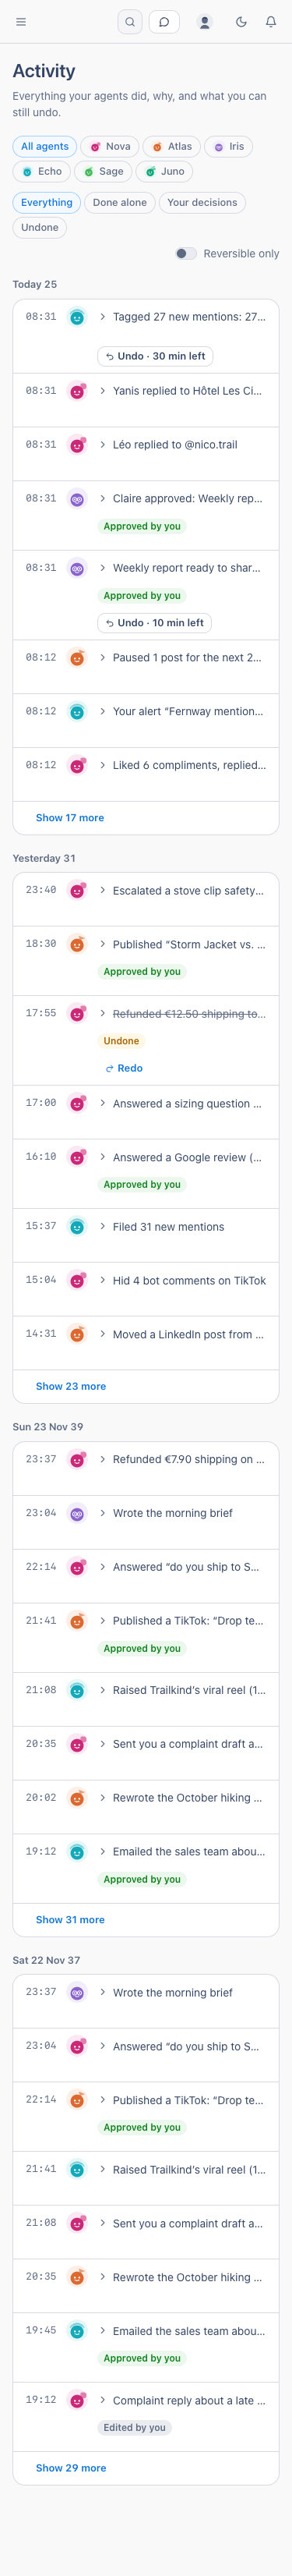 Activity
Everything your agents did, why, and what you can
still undo.
All agents Nova Atlas Iris
Echo Sage Juno
Everything Done alone Your decisions
Undone
Reversible only
Today 25
08:31 Tagged 27 new mentions: 27...
Undo · 30 min left
08:31 Yanis replied to Hôtel Les Ci...
08:31 Léo replied to @nico.trail
08:31 Claire approved: Weekly rep...
Approved by you
08:31 Weekly report ready to shar...
Approved by you
Undo · 10 min left
08:12 Paused 1 post for the next 2...
08:12 Your alert “Fernway mention...
08:12 Liked 6 compliments, replied...
Show 17 more
Yesterday 31
23:40 Escalated a stove clip safety...
18:30 Published “Storm Jacket vs. ...
Approved by you
17:55 Refunded €12.50 shipping to...
Undone
Redo
17:00 Answered a sizing question ...
16:10 Answered a Google review (...
Approved by you
15:37 Filed 31 new mentions
15:04 Hid 4 bot comments on TikTok
14:31 Moved a LinkedIn post from ...
Show 23 more
Sun 23 Nov 39
23:37 Refunded €7.90 shipping on ...
23:04 Wrote the morning brief
22:14 Answered “do you ship to S...
21:41 Published a TikTok: “Drop te...
Approved by you
21:08 Raised Trailkind's viral reel (1...
20:35 Sent you a complaint draft a...
20:02 Rewrote the October hiking ...
19:12 Emailed the sales team abou...
Approved by you
Show 31 more
Sat 22 Nov 37
23:37 Wrote the morning brief
23:04 Answered “do you ship to S...
22:14 Published a TikTok: “Drop te...
Approved by you
21:41 Raised Trailkind's viral reel (1...
21:08 Sent you a complaint draft a...
20:35 Rewrote the October hiking ...
19:45 Emailed the sales team abou...
Approved by you
19:12 Complaint reply about a late ...
Edited by you
Show 29 more